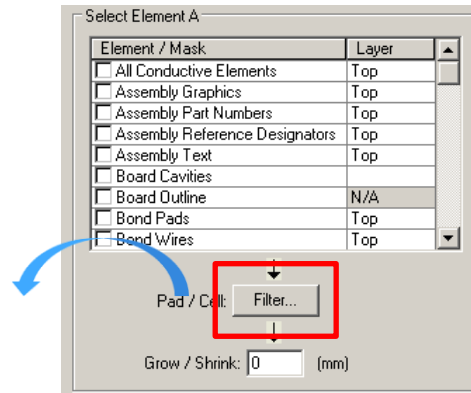 Select Element A
Element / Mask Layer
All Conductive Elements Top
Assembly Graphics Top
Assembly Part Numbers Top
Assembly Reference Designators Top
Assembly Text Top
Board Cavities
Board Outline N/A
Bond Pads Top
Bond Wires Top
Pad / Cell: Filter...
Grow / Shrink: 0 (mm)